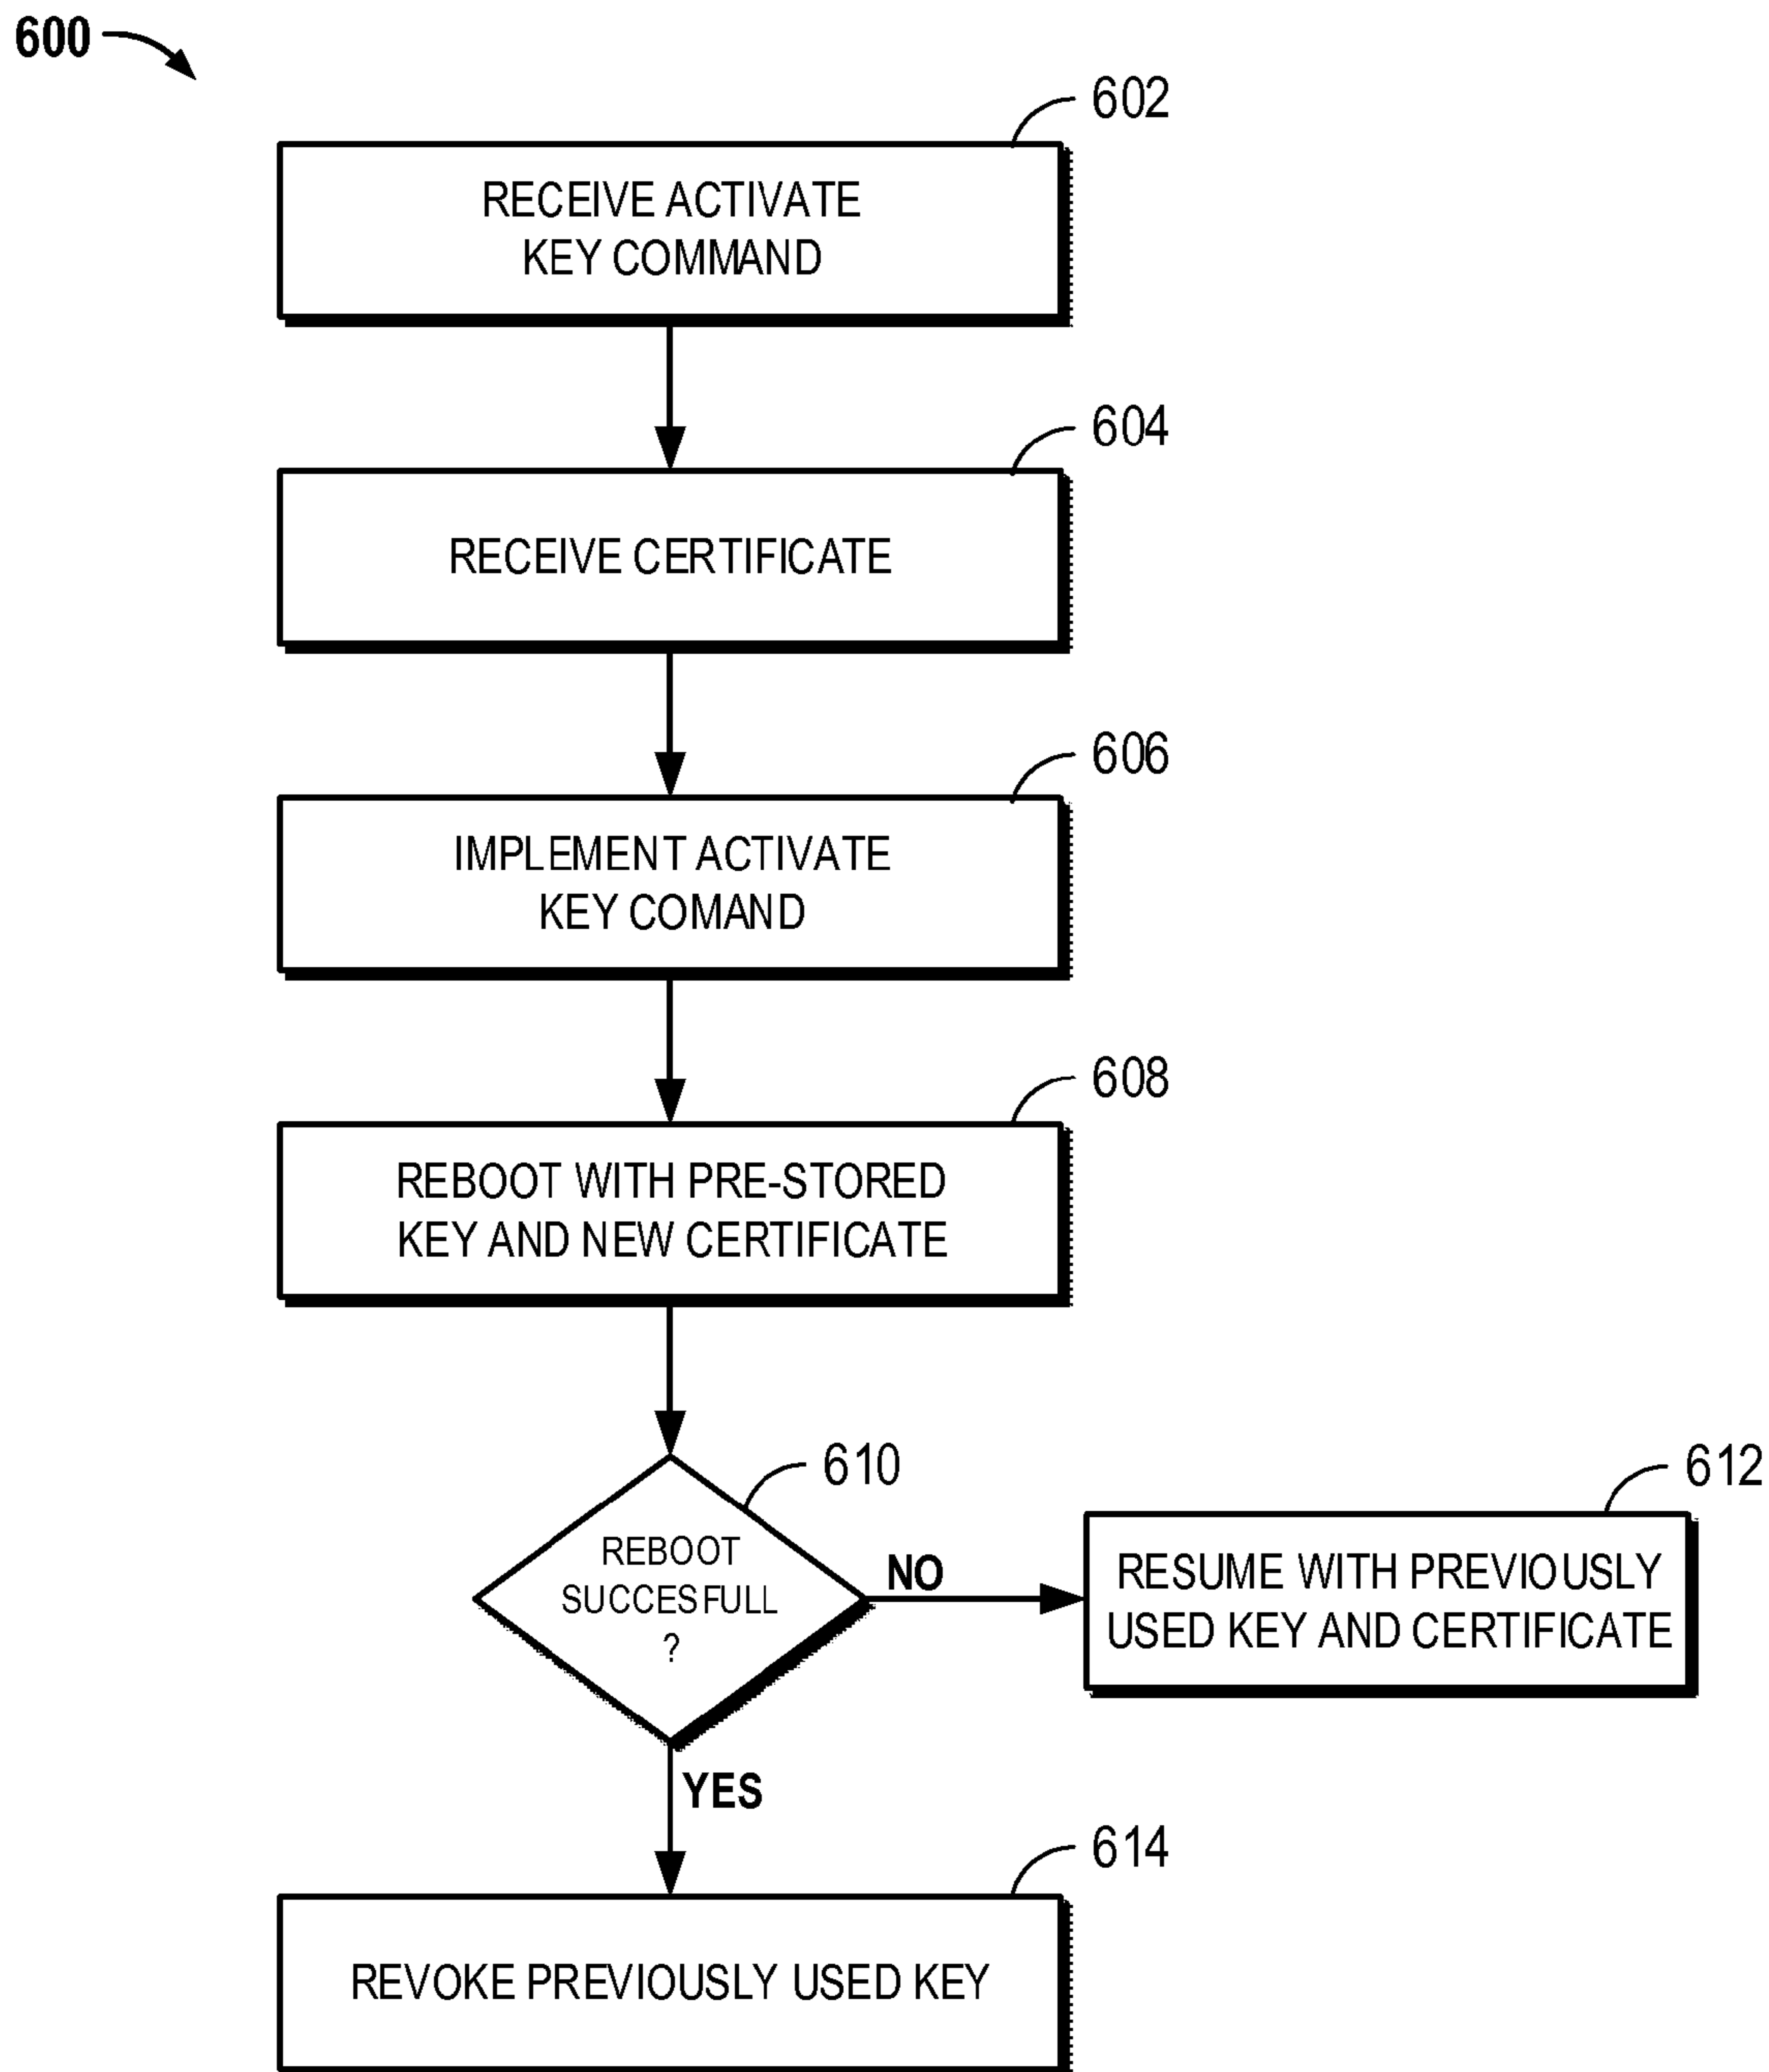 600
602
RECEIVE ACTIVATE
KEY COMMAND
604
RECEIVE CERTIFICATE
606
IMPLEMENT ACTIVATE
KEY COMAND
608
REBOOT WITH PRE-STORED
KEY AND NEW CERTIFICATE
610
REBOOT
SUCCESFULL
?
NO
612
RESUME WITH PREVIOUSLY
USED KEY AND CERTIFICATE
YES
614
REVOKE PREVIOUSLY USED KEY